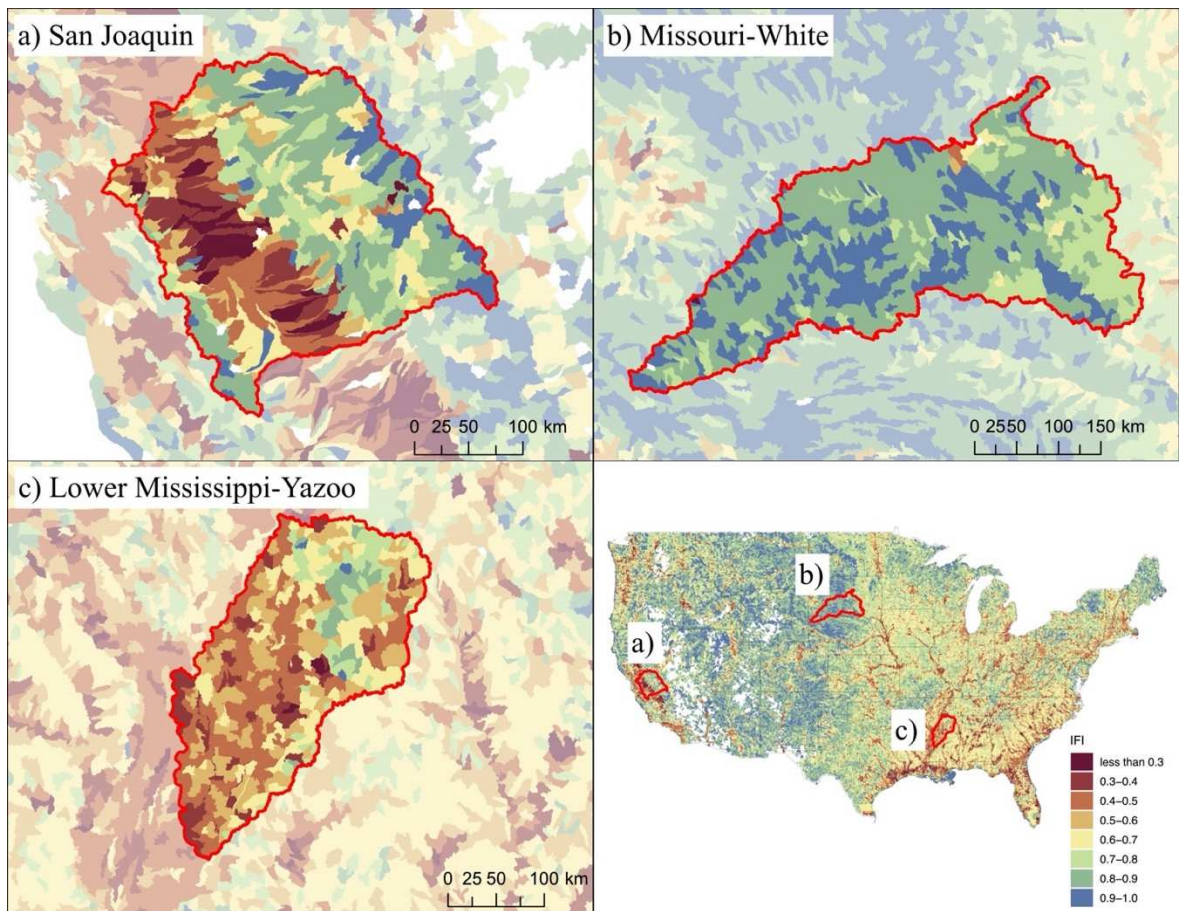 a) San Joaquin
0 25 50 100 km
b) Missouri-White
0 2550 100 150 km
c) Lower Mississippi-Yazoo
0 25 50 100 km
b)
a)
c)
IFI
less than 0.3
0.3–0.4
0.4–0.5
0.5–0.6
0.6–0.7
0.7–0.8
0.8–0.9
0.9–1.0